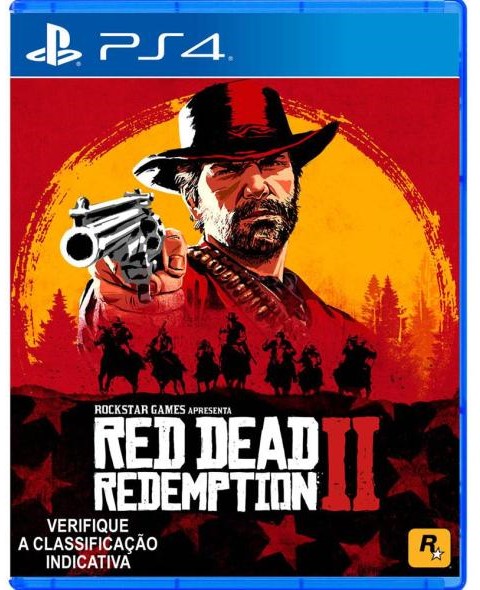 PS4
ROCKSTAR GAMES APRESENTA
RED DEAD
REDEMPTION II
VERIFIQUE
A CLASSIFICAÇÃO
INDICATIVA
R